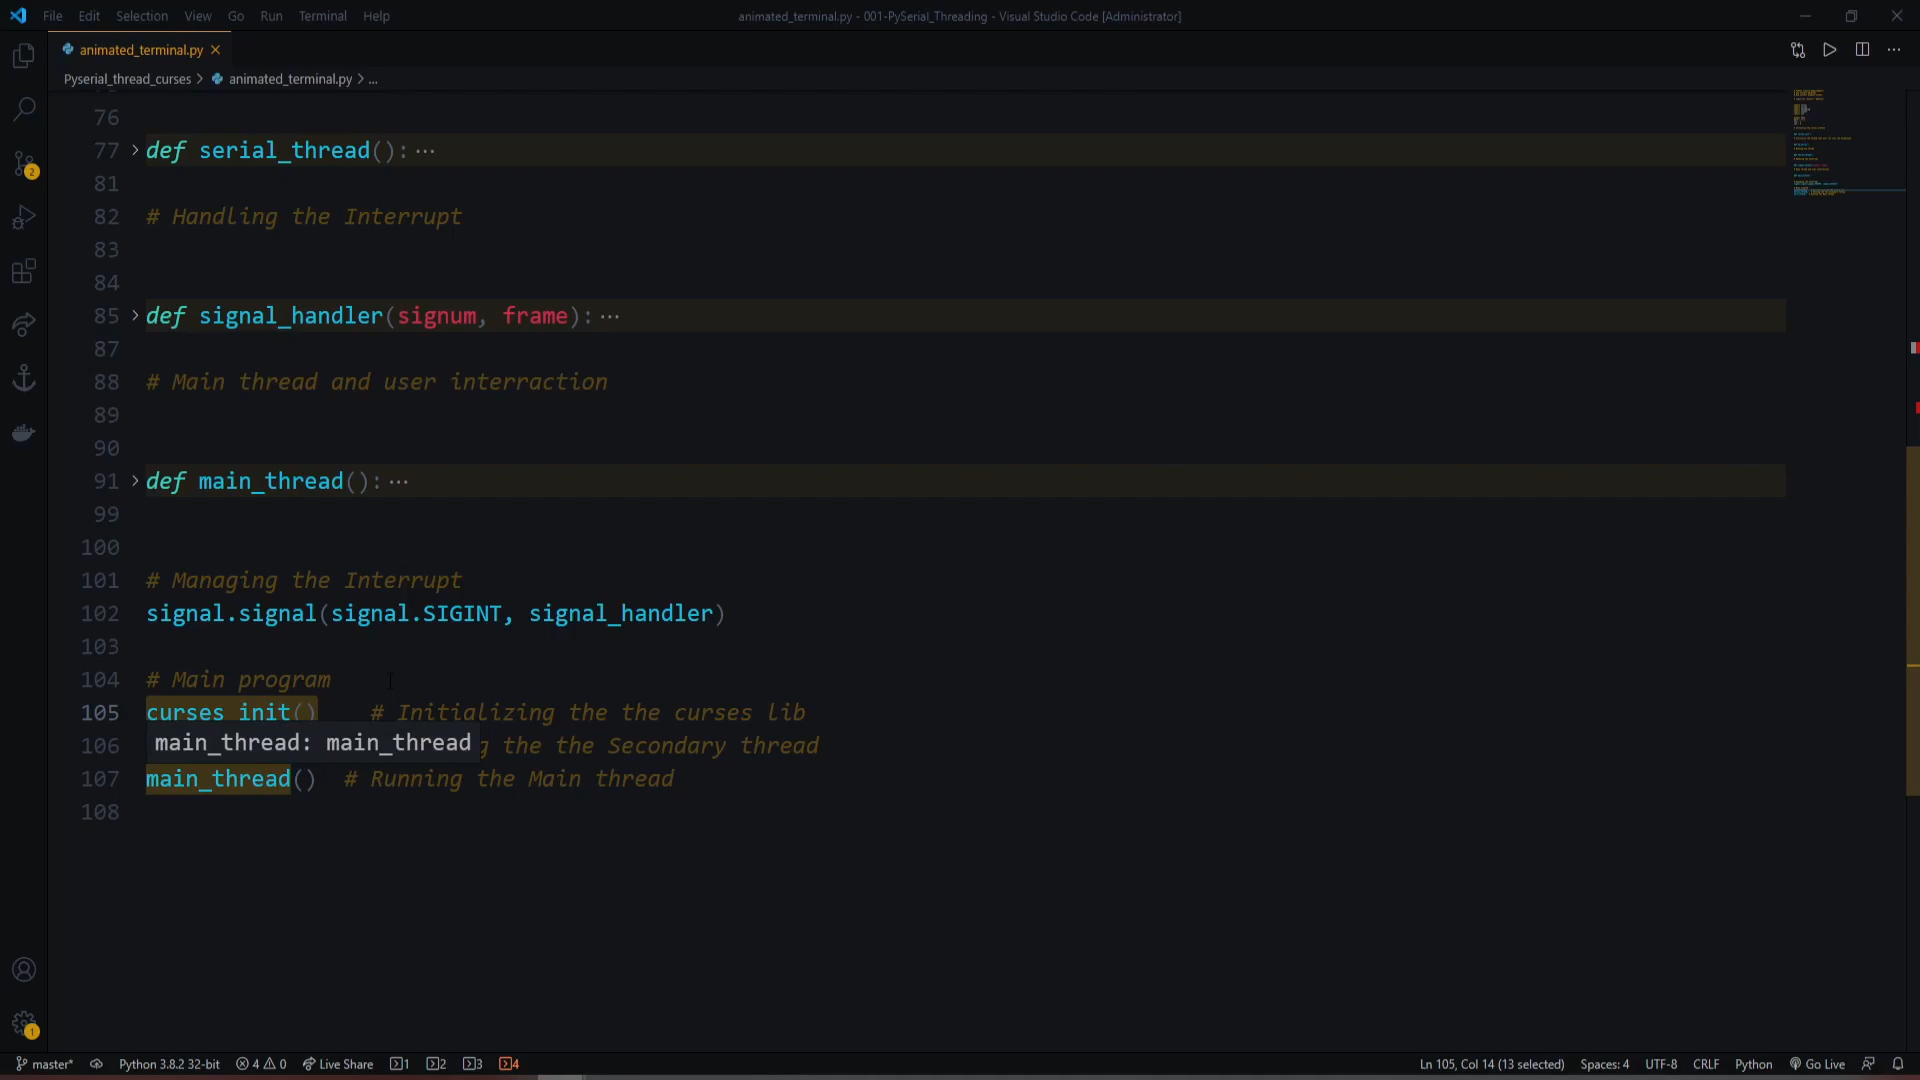 File Edit Selection View Go Run Terminal Help animated_terminal.py - 001-PySerial_Threading - Visual Studio Code [Administrator]
animated_terminal.py
Pyserial_thread_curses > animated_terminal.py > ...
76
77 > def serial_thread():···
81
82 # Handling the Interrupt
83
84
85 > def signal_handler(signum, frame):···
87
88 # Main thread and user interraction
89
90
91 > def main_thread():···
99
100
101 # Managing the Interrupt
102 signal.signal(signal.SIGINT, signal_handler)
103
104 # Main program
105 curses_init() # Initializing the the curses lib
main_thread: main_thread
106 g the the Secondary thread
107 main_thread() # Running the Main thread
108
2
1
master* Python 3.8.2 32-bit 4 0 Live Share 1 2 3 4 Ln 105, Col 14 (13 selected) Spaces: 4 UTF-8 CRLF Python Go Live